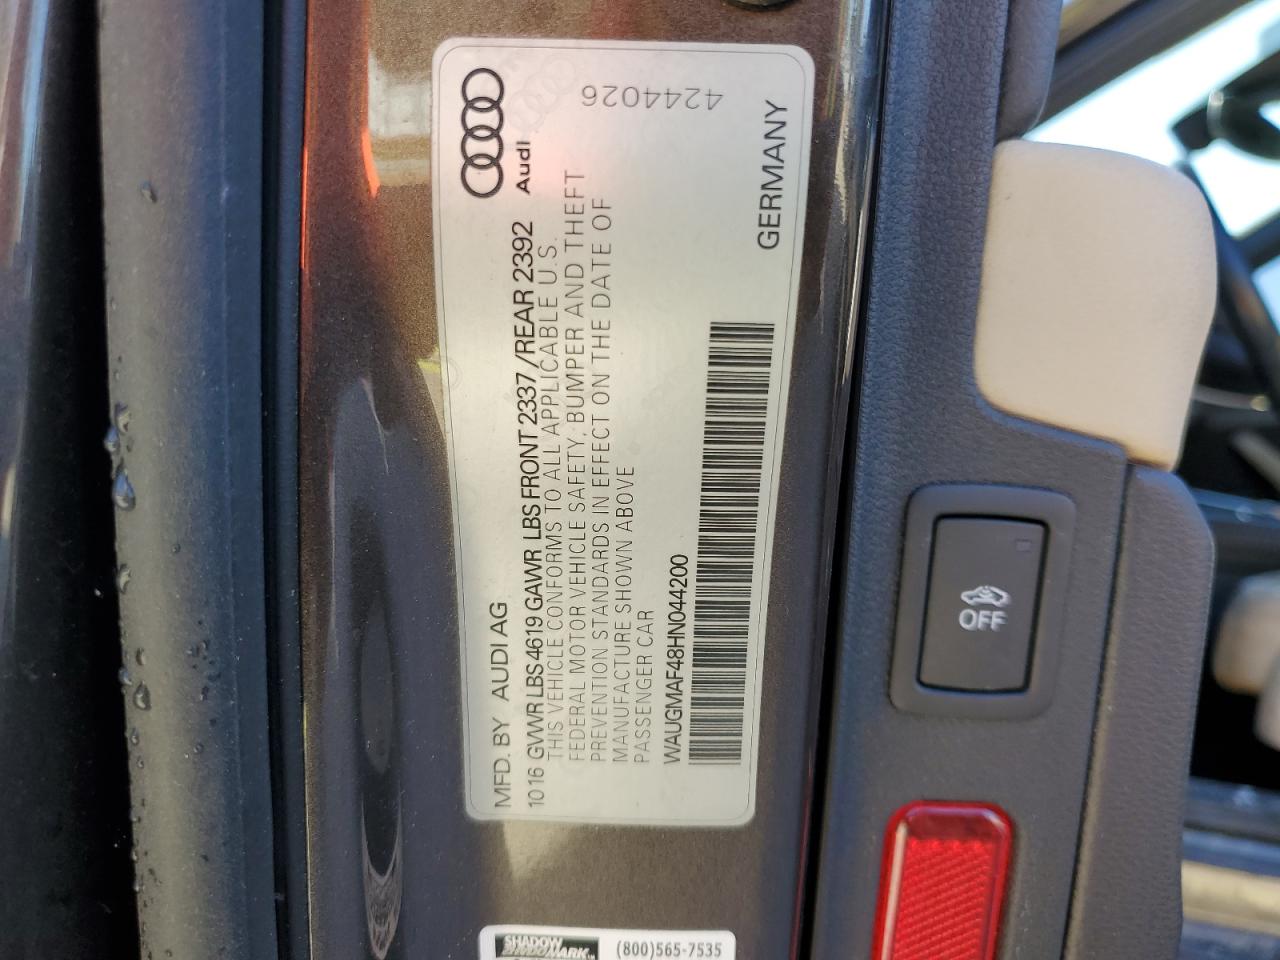 MFD. BY AUDI AG
10 16 GVWR LBS 4619 GAWR LBS FRONT 2337 /REAR 2392
THIS VEHICLE CONFORMS TO ALL APPLICABLE U.S.
FEDERAL MOTOR VEHICLE SAFETY, BUMPER AND THEFT
PREVENTION STANDARDS IN EFFECT ON THE DATE OF
MANUFACTURE SHOWN ABOVE
PASSENGER CAR
WAUGMAF48HN044200
Audi
4244026
GERMANY
OFF
SHADOW
(800)565-7535